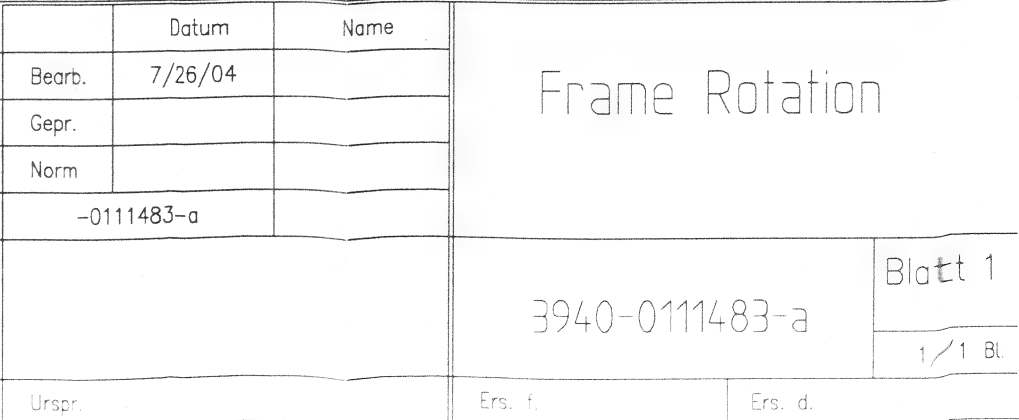 Datum Name
Bearb. 7/26/04
Gepr.
Norm
-0111483-a
Frame Rotation
3940-0111483-a
Blatt 1
1/1 Bl.
Urspr.
Ers. f.
Ers. d.